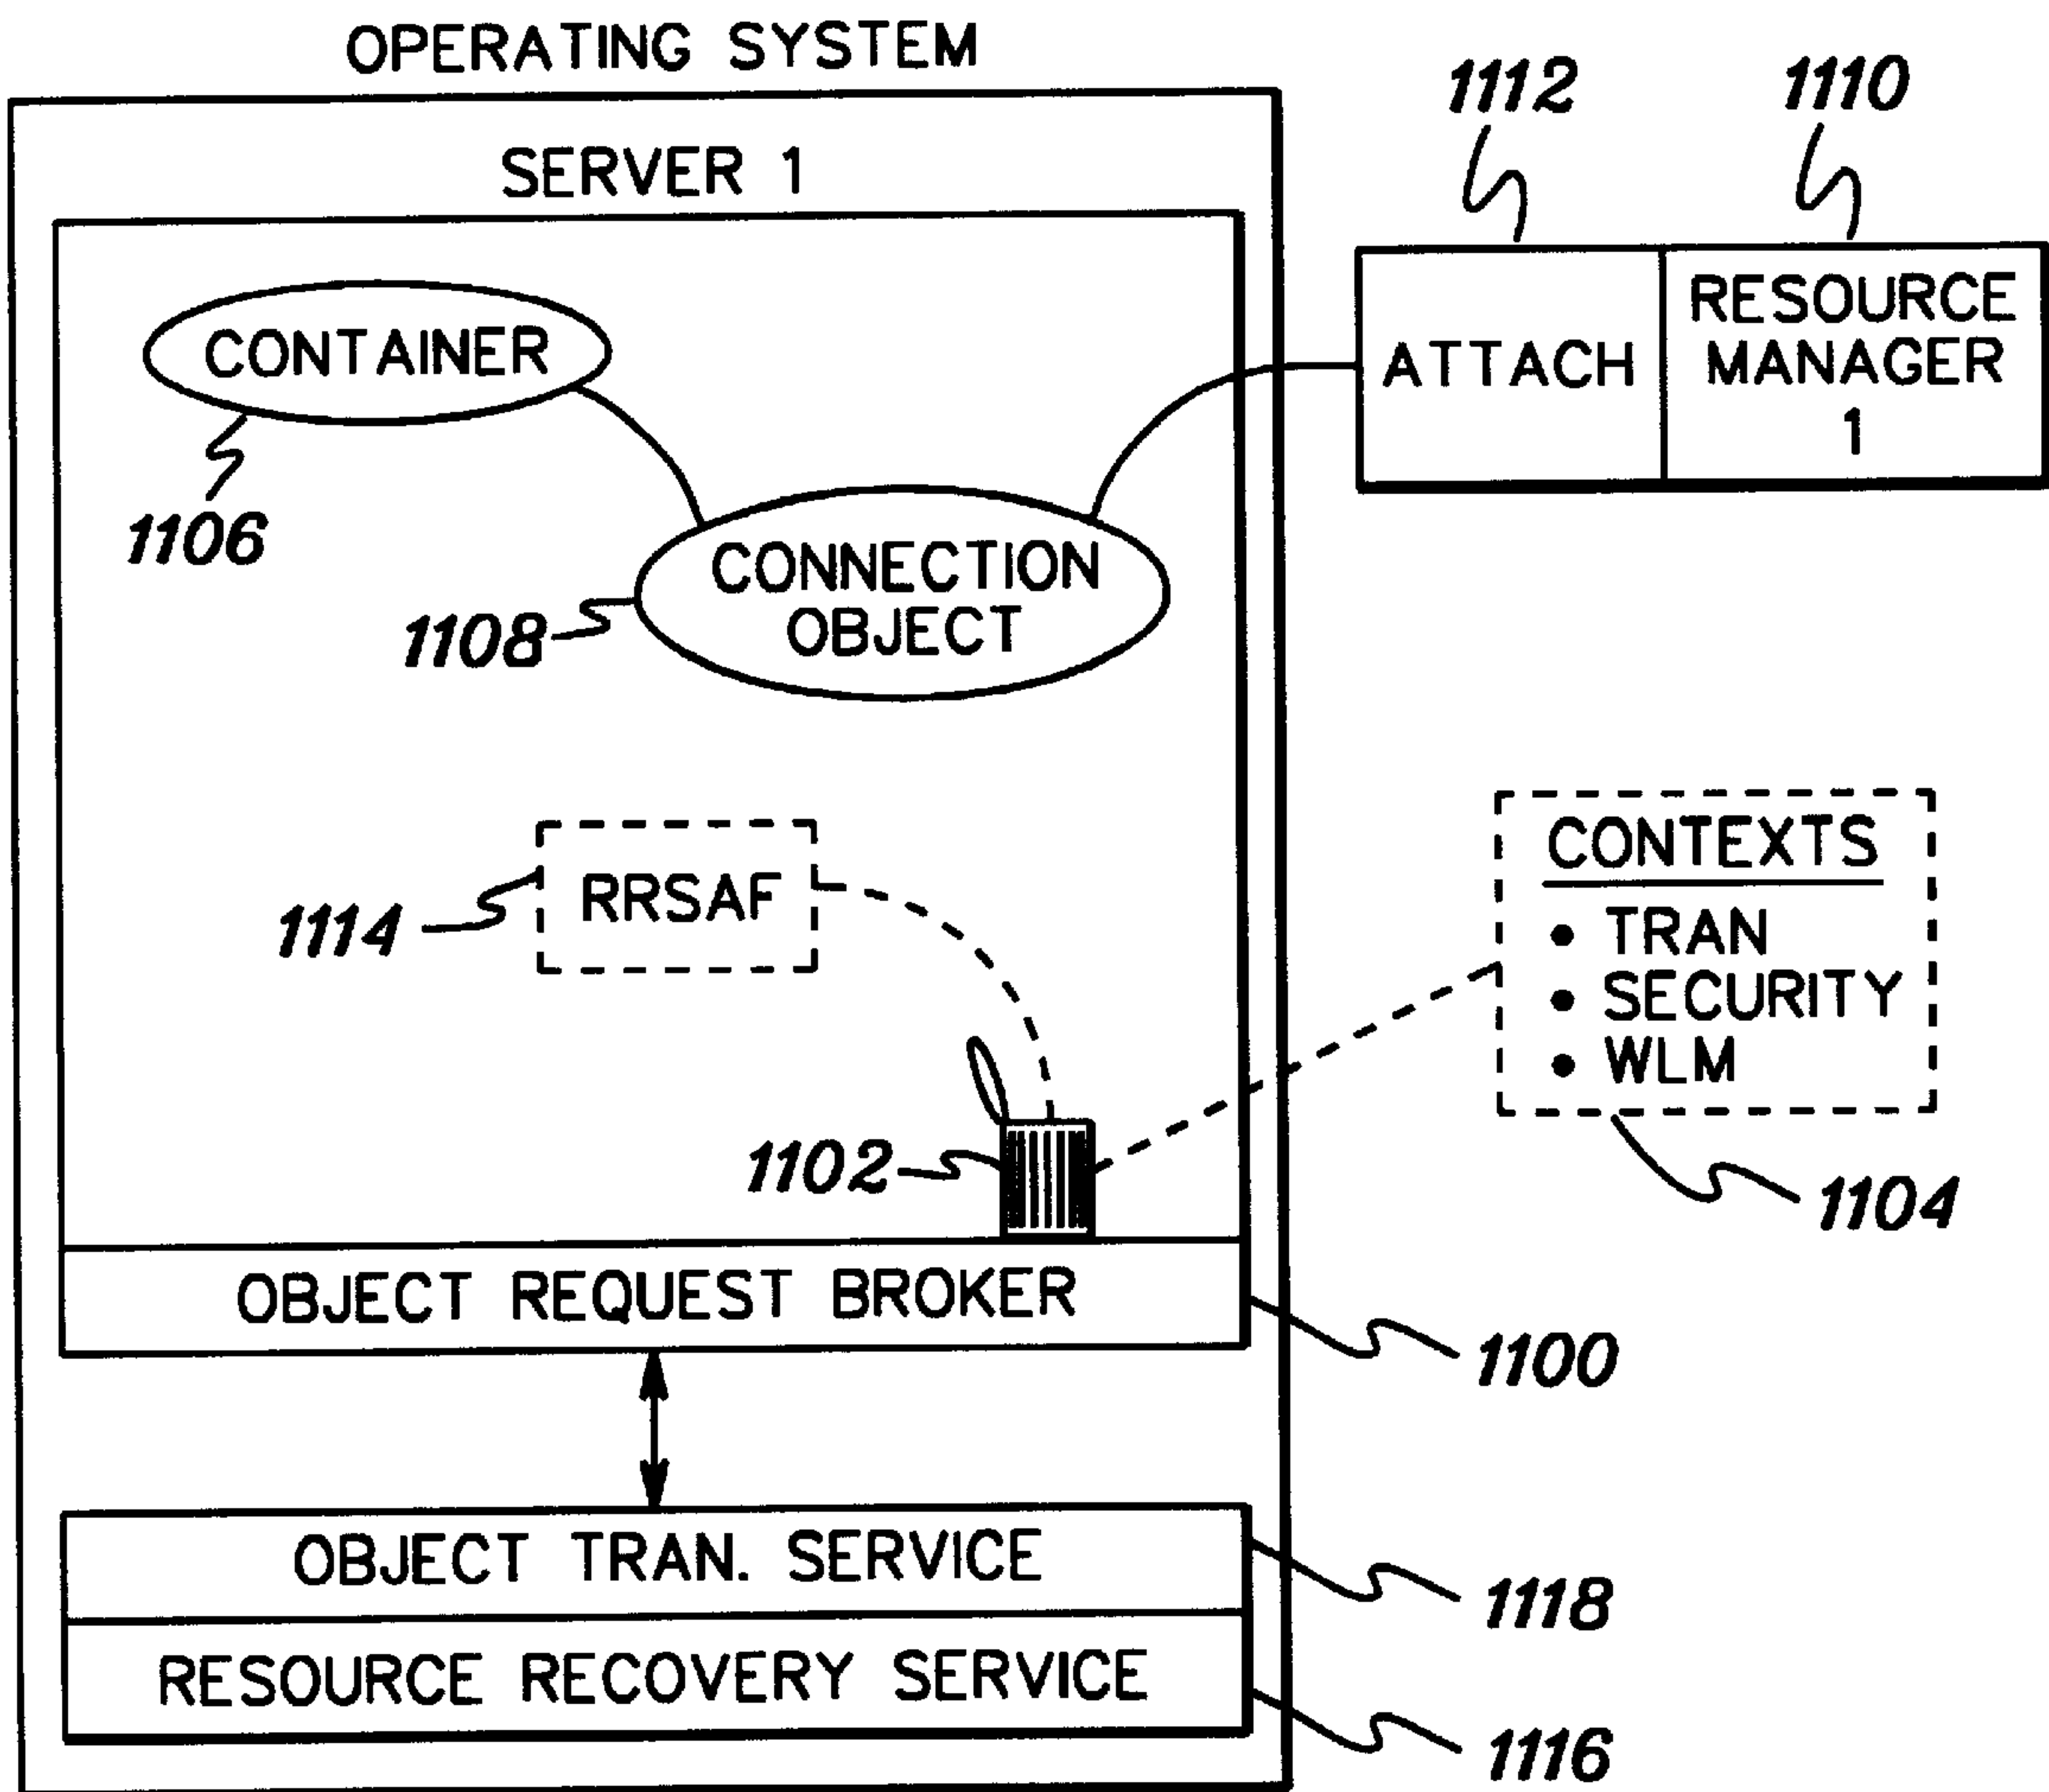 OPERATING SYSTEM
1112
1110
SERVER 1
CONTAINER
ATTACH
RESOURCE
MANAGER
1
1106
CONNECTION
OBJECT
1108
RRSAF
1114
CONTEXTS
• TRAN
• SECURITY
• WLM
1102
1104
OBJECT REQUEST BROKER
1100
OBJECT TRAN. SERVICE
1118
RESOURCE RECOVERY SERVICE
1116